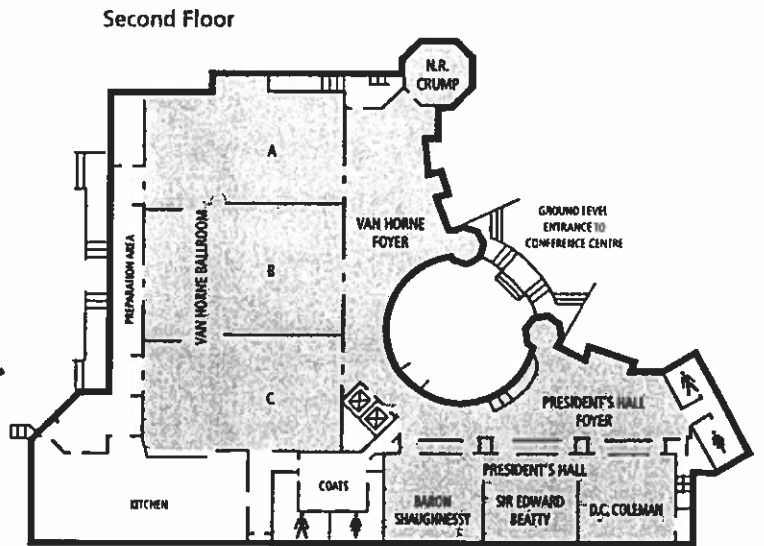 Second Floor
N.R.
CRUMP
A
VAN HORNE
FOYER
GROUND LEVEL
ENTRANCE TO
CONFERENCE CENTRE
PREPARATION AREA
VAN HORNE BALLROOM
B
C
PRESIDENT'S HALL
FOYER
PRESIDENT'S HALL
COATS
KITCHEN
BARON
SHAUGHNESSY
SIR EDWARD
BEATTY
D.C. COLEMAN